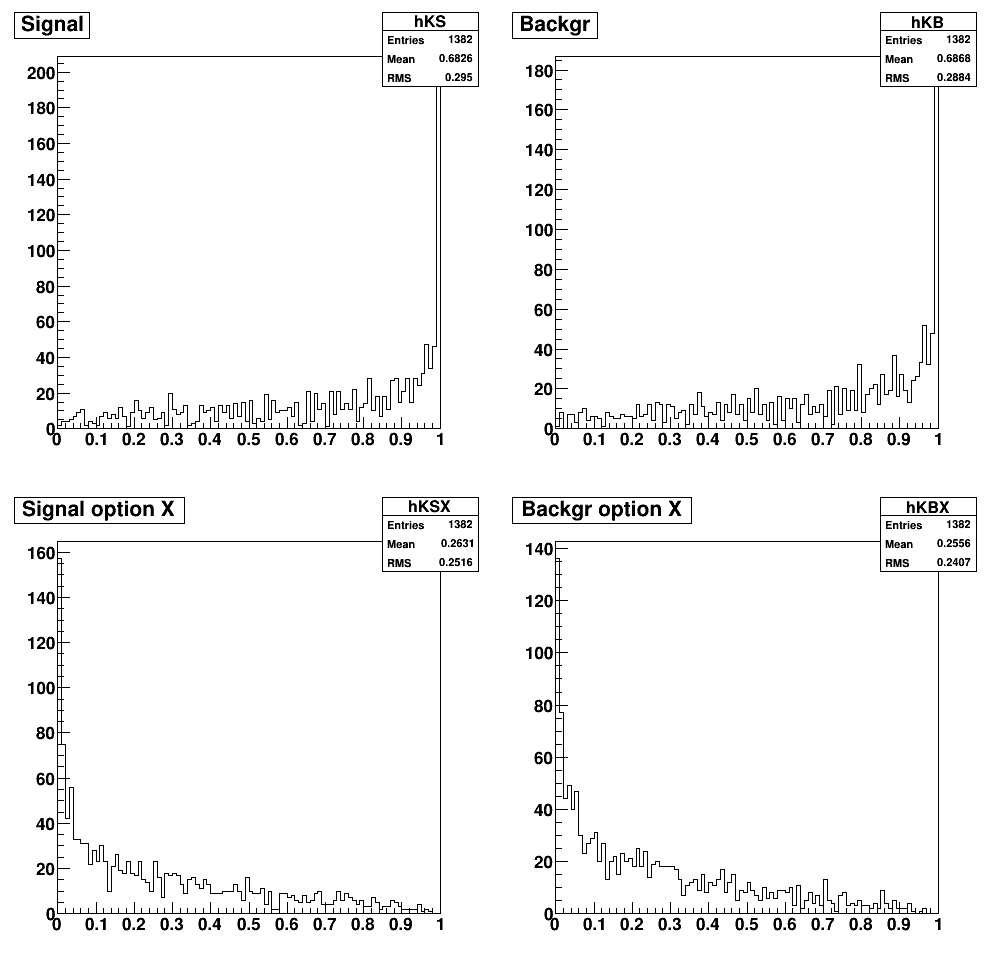 Signal
hKS
Entries 1382
Mean 0.6826
RMS 0.295
200
180
160
140
120
100
80
60
40
20
0
0 0.1 0.2 0.3 0.4 0.5 0.6 0.7 0.8 0.9 1
Backgr
hKB
Entries 1382
Mean 0.6868
RMS 0.2884
180
160
140
120
100
80
60
40
20
0
0 0.1 0.2 0.3 0.4 0.5 0.6 0.7 0.8 0.9 1
Signal option X
hKSX
Entries 1382
Mean 0.2631
RMS 0.2516
160
140
120
100
80
60
40
20
0
0 0.1 0.2 0.3 0.4 0.5 0.6 0.7 0.8 0.9 1
Backgr option X
hKBX
Entries 1382
Mean 0.2556
RMS 0.2407
140
120
100
80
60
40
20
0
0 0.1 0.2 0.3 0.4 0.5 0.6 0.7 0.8 0.9 1